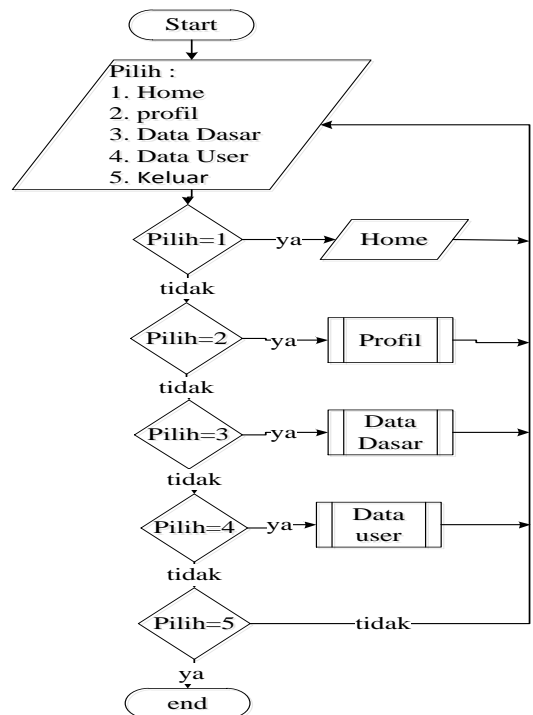 Start
Pilih :
1. Home
2. profil
3. Data Dasar
4. Data User
5. Keluar
Pilih=1
ya
Home
tidak
Pilih=2
ya
Profil
tidak
Pilih=3
ya
Data
Dasar
tidak
Pilih=4
ya
Data
user
tidak
Pilih=5
tidak
ya
end